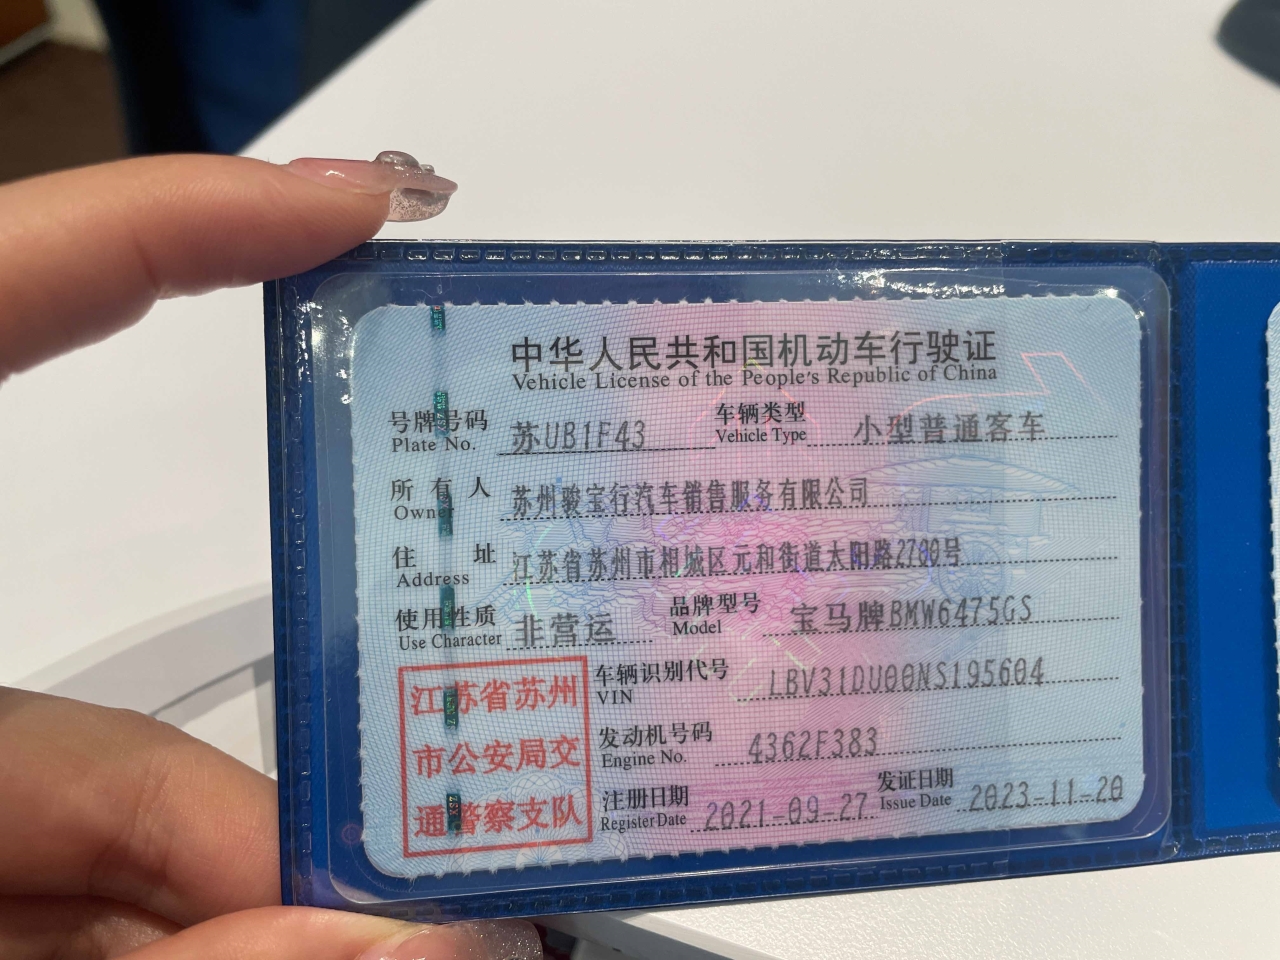 中华人民共和国机动车行驶证
Vehicle License of the People's Republic of China
号牌号码 苏UB1F43 车辆类型 小型普通客车
Plate No. Vehicle Type
所有人 苏州骏宝行汽车销售服务有限公司
Owner
住址 江苏省苏州市相城区元和街道太阳路2700号
Address
使用性质 非营运 品牌型号 宝马牌BMW6475GS
Use Character Model
江苏省苏州
市公安局交
通警察支队
车辆识别代号 LBV31DU00NS195604
VIN
发动机号码 4362F383
Engine No.
注册日期 2021-09-27 发证日期 2023-11-20
Register Date Issue Date